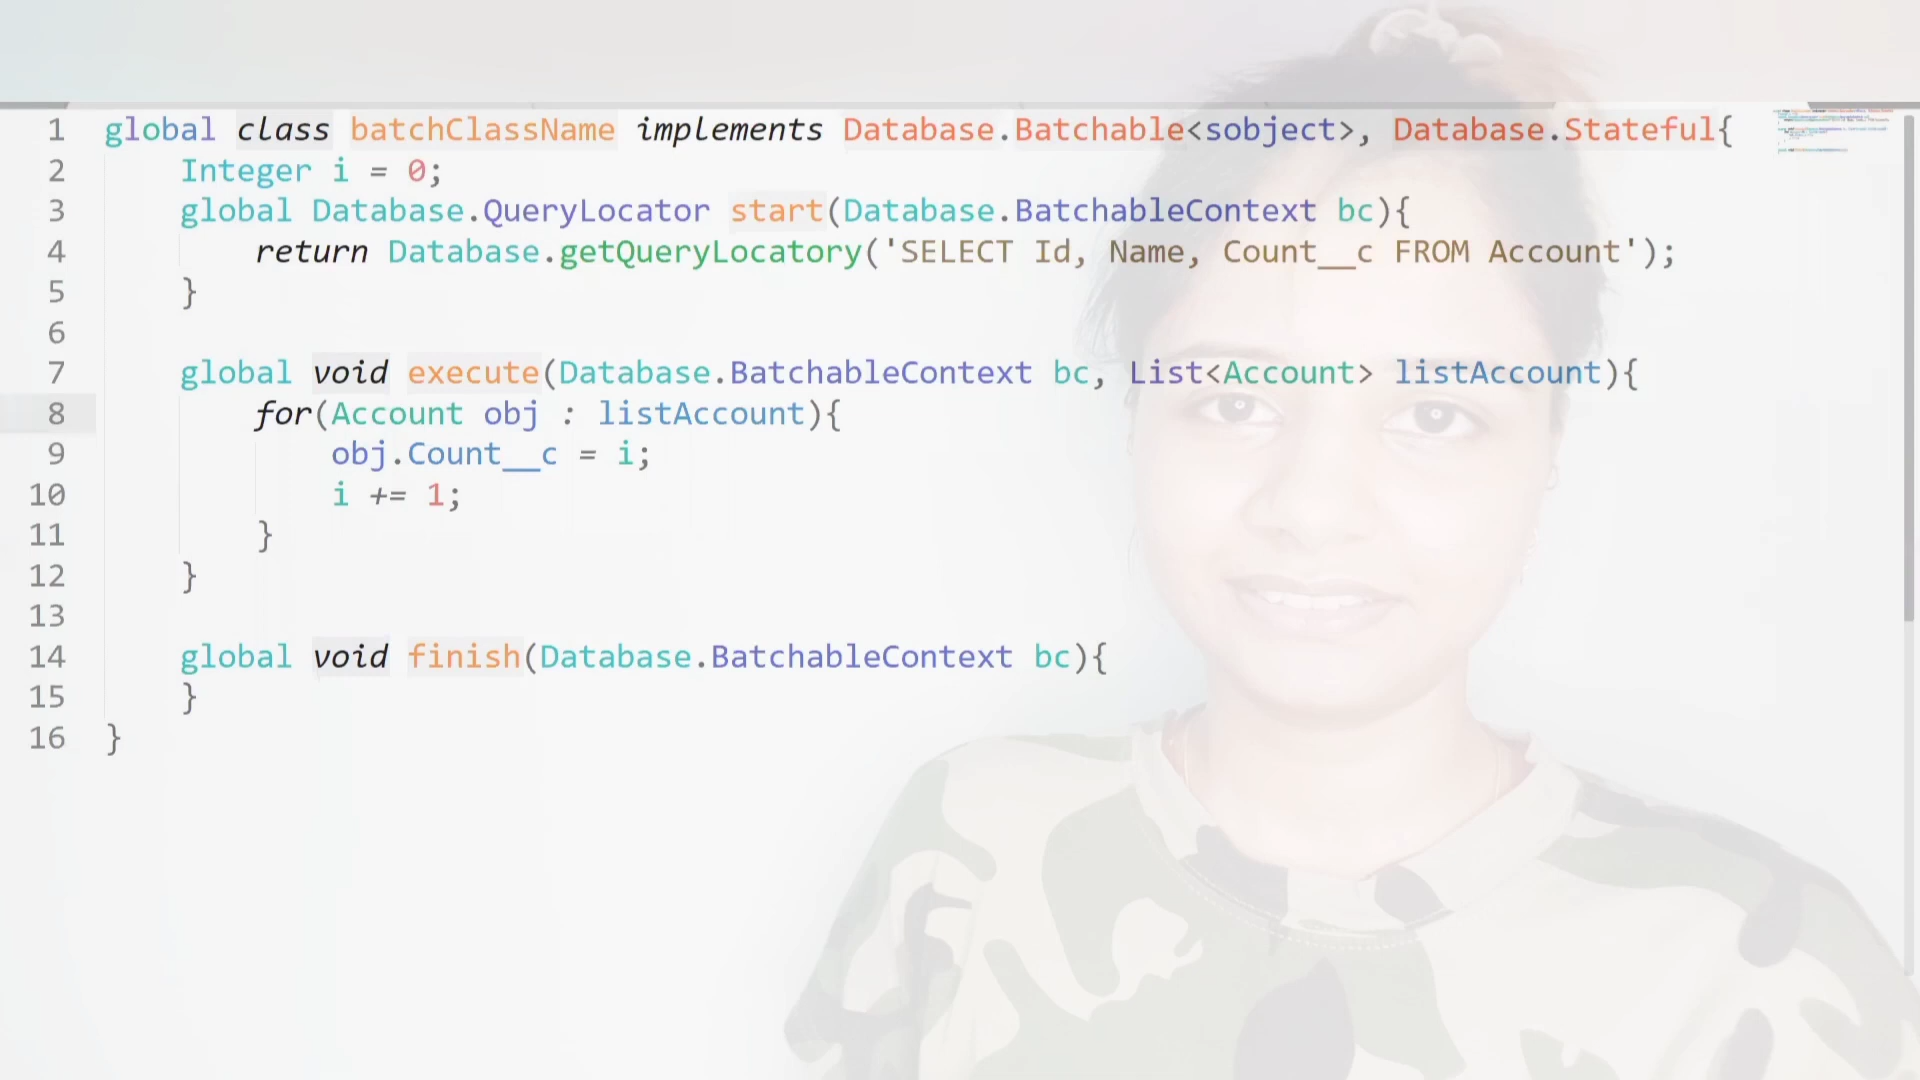 1 global class batchClassName implements Database.Batchable<sobject>, Database.Stateful{
2 Integer i = 0;
3 global Database.QueryLocator start(Database.BatchableContext bc){
4 return Database.getQueryLocatory('SELECT Id, Name, Count__c FROM Account');
5 }
6
7 global void execute(Database.BatchableContext bc, List<Account> listAccount){
8 for(Account obj : listAccount){
9 obj.Count__c = i;
10 i += 1;
11 }
12 }
13
14 global void finish(Database.BatchableContext bc){
15 }
16 }